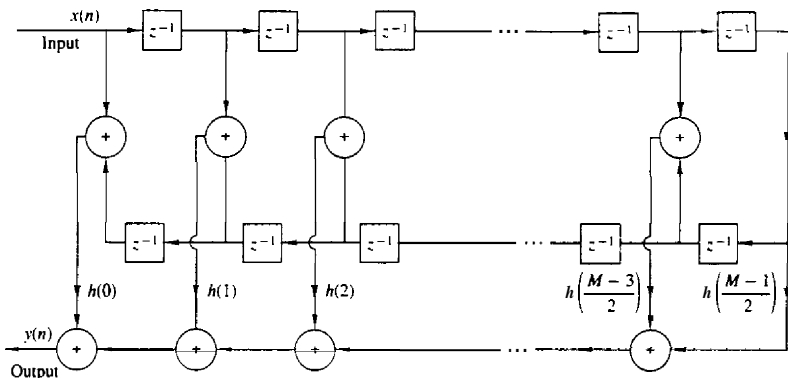 x(n)
Input
z⁻¹ z⁻¹ z⁻¹ ... z⁻¹ z⁻¹
+ + + +
z⁻¹ z⁻¹ z⁻¹ ... z⁻¹ z⁻¹
h(0) h(1) h(2) h((M − 3)/2) h((M − 1)/2)
y(n)
+ + + ... +
Output